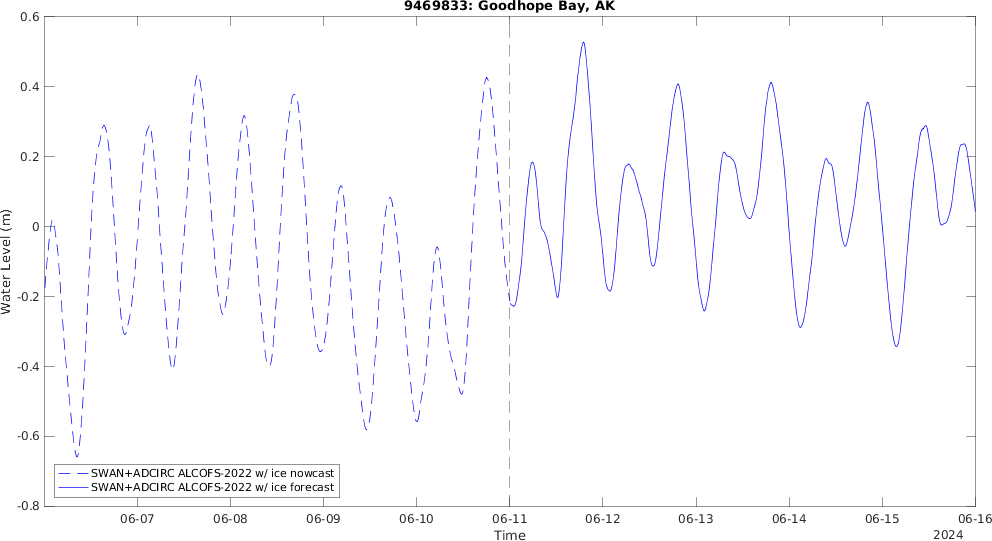 9469833: Goodhope Bay, AK
Water Level (m)
0.6
0.4
0.2
0
-0.2
-0.4
-0.6
-0.8
SWAN+ADCIRC ALCOFS-2022 w/ ice nowcast
SWAN+ADCIRC ALCOFS-2022 w/ ice forecast
06-07 06-08 06-09 06-10 06-11 06-12 06-13 06-14 06-15 06-16
Time
2024